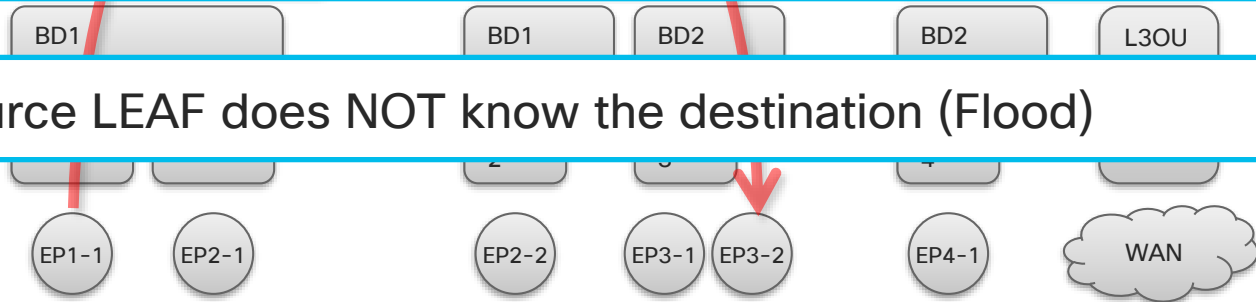 BD1 BD1 BD2 BD2 L3OU
urce LEAF does NOT know the destination (Flood)
EP1-1 EP2-1 EP2-2 EP3-1 EP3-2 EP4-1 WAN